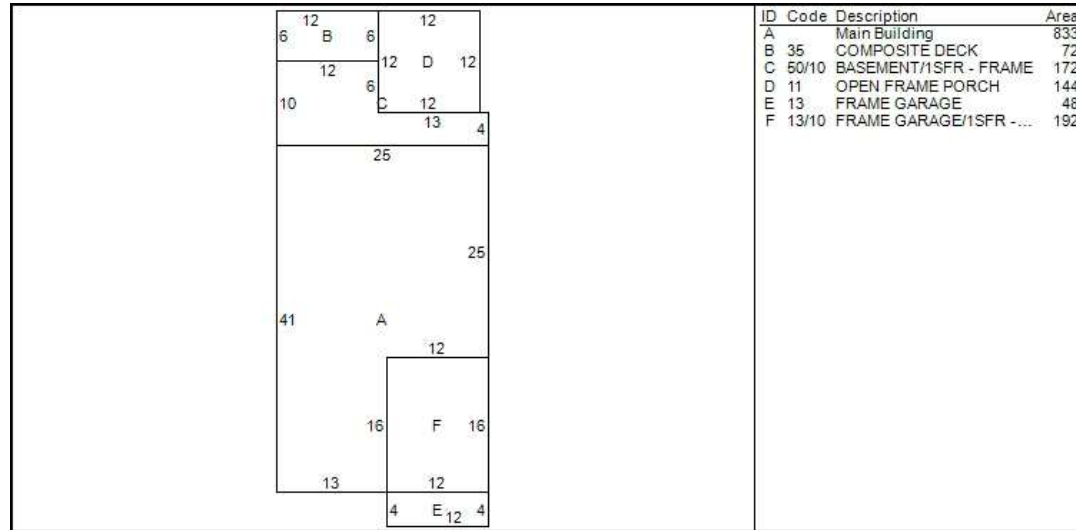 12 12
6 B 6
12 D 12
12
6
10 C 12
13
4
25
25
41 A
12
16 F 16
13 12
4 E 12 4
ID Code Description Area
A Main Building 833
B 35 COMPOSITE DECK 72
C 50/10 BASEMENT/1SFR - FRAME 172
D 11 OPEN FRAME PORCH 144
E 13 FRAME GARAGE 48
F 13/10 FRAME GARAGE/1SFR -... 192